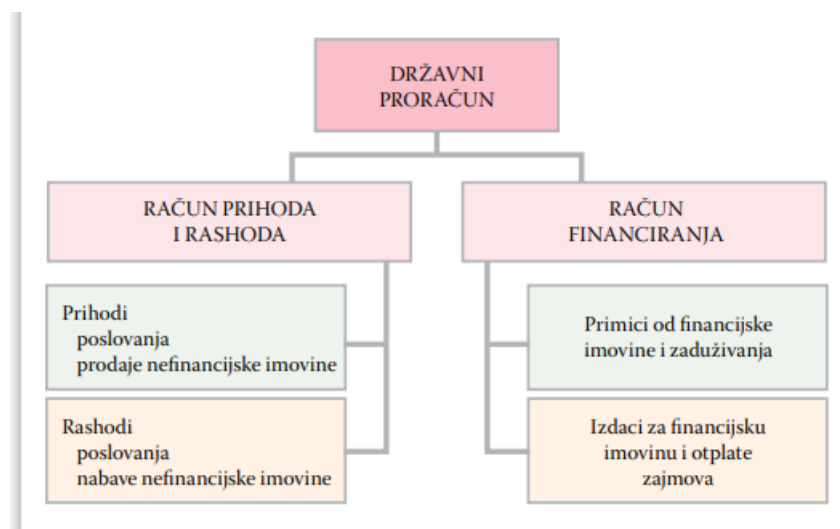 DRŽAVNI
PRORAČUN
RAČUN PRIHODA
I RASHODA
RAČUN
FINANCIRANJA
Prihodi
poslovanja
prodaje nefinancijske imovine
Primici od financijske
imovine i zaduživanja
Rashodi
poslovanja
nabave nefinancijske imovine
Izdaci za financijsku
imovinu i otplate
zajmova